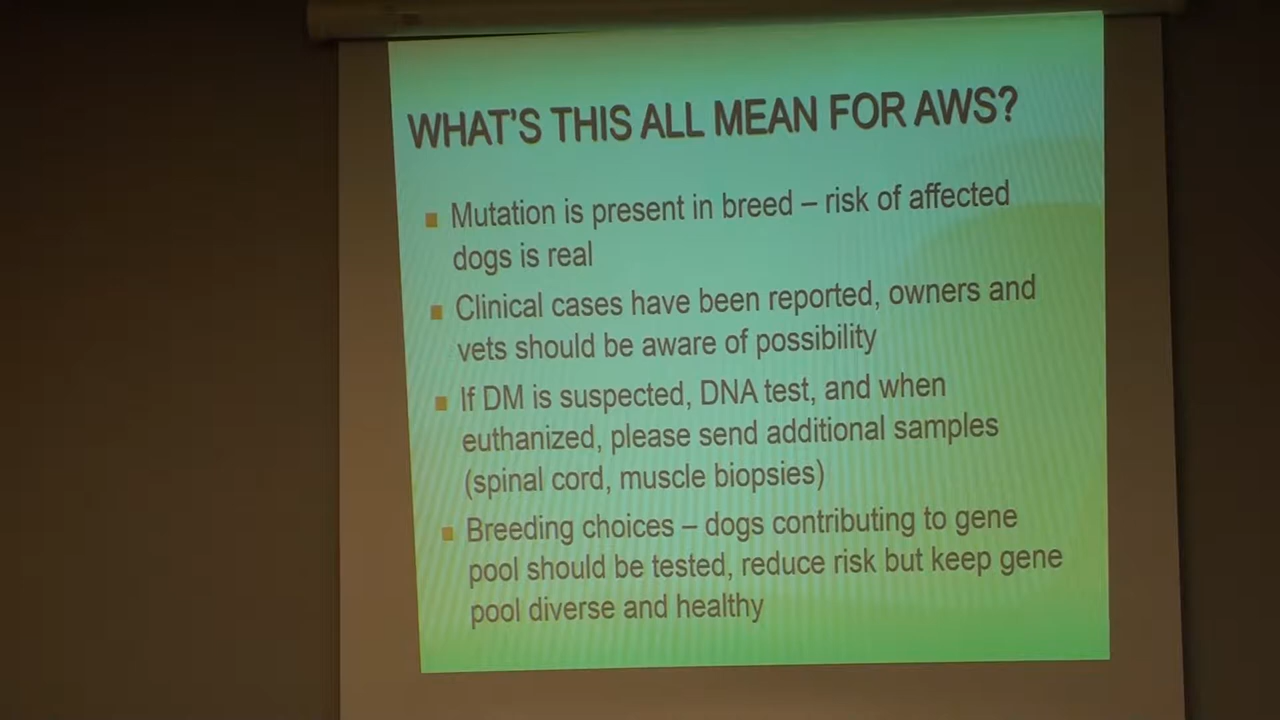 WHAT'S THIS ALL MEAN FOR AWS?
▪ Mutation is present in breed – risk of affected
dogs is real
▪ Clinical cases have been reported, owners and
vets should be aware of possibility
▪ If DM is suspected, DNA test, and when
euthanized, please send additional samples
(spinal cord, muscle biopsies)
▪ Breeding choices – dogs contributing to gene
pool should be tested, reduce risk but keep gene
pool diverse and healthy